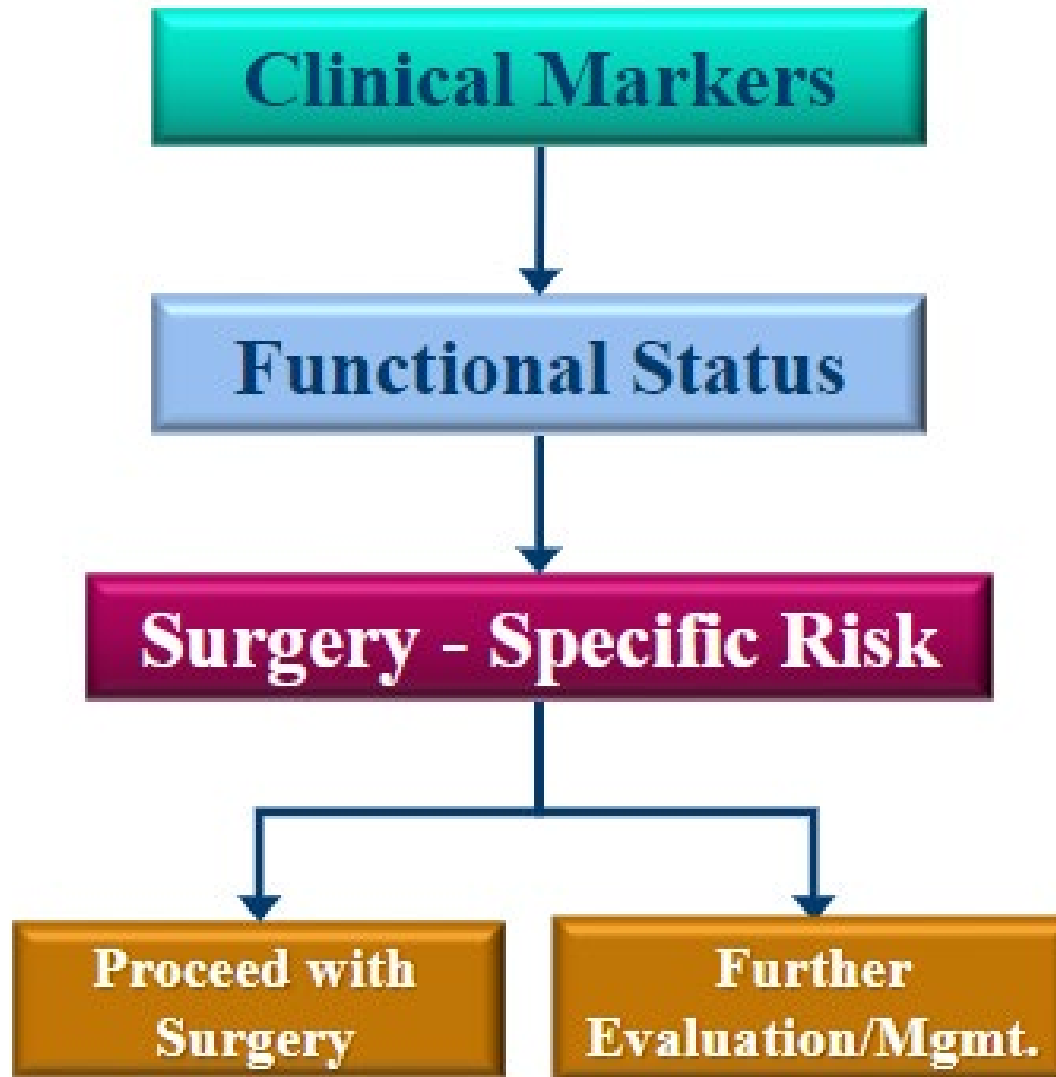 Clinical Markers
Functional Status
Surgery - Specific Risk
Proceed with
Surgery
Further
Evaluation/Mgmt.